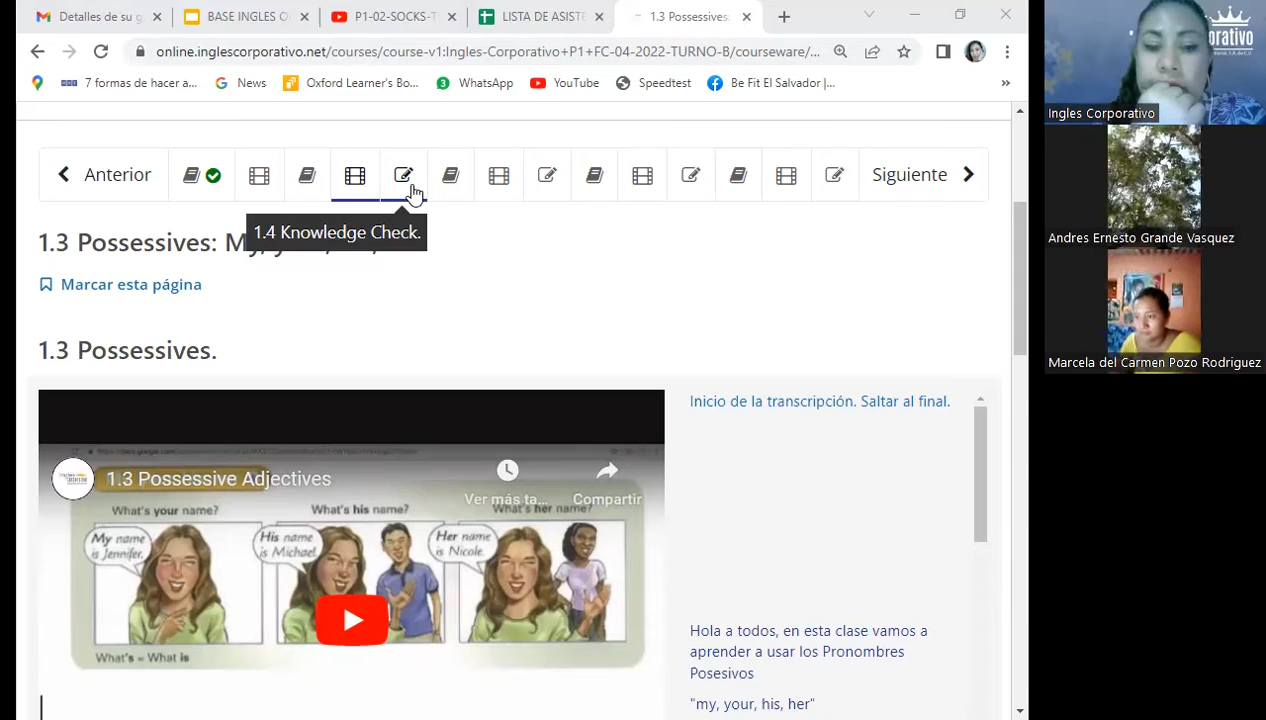 Detalles de su g
BASE INGLES O
P1-02-SOCKS-T
LISTA DE ASIST
1.3 Possessives:
online.inglescorporativo.net/courses/course-v1:Ingles-Corporativo+P1+FC-04-2022-TURNO-B/courseware/...
7 formas de hacer a...
News
Oxford Learner's Bo...
WhatsApp
YouTube
Speedtest
Be Fit El Salvador |...
Anterior
Siguiente
1.4 Knowledge Check.
1.3 Possessives: My,
Marcar esta página
1.3 Possessives.
1.3 Possessive Adjectives
Ver más ta...
Compartir
What's your name?
What's his name?
What's her name?
My name
is Jennifer.
His name
is Michael.
Her name
is Nicole.
What's = What is
Inicio de la transcripción. Saltar al final.
Hola a todos, en esta clase vamos a
aprender a usar los Pronombres
Posesivos
"my, your, his, her"
orativo
Ingles Corporativo
Andres Ernesto Grande Vasquez
Marcela del Carmen Pozo Rodriguez